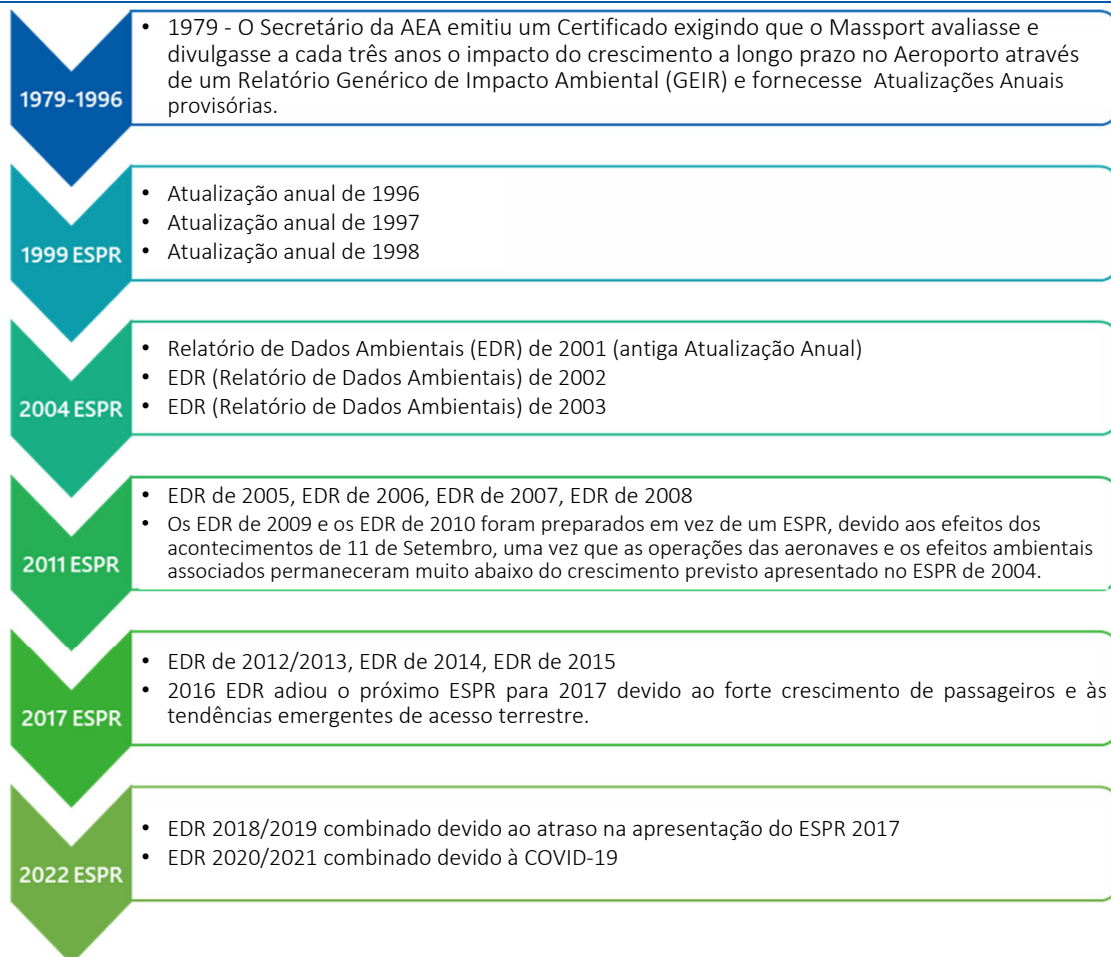 1979-1996
• 1979 - O Secretário da AEA emitiu um Certificado exigindo que o Massport avaliasse e
divulgasse a cada três anos o impacto do crescimento a longo prazo no Aeroporto através
de um Relatório Genérico de Impacto Ambiental (GEIR) e fornecesse Atualizações Anuais
provisórias.
1999 ESPR
• Atualização anual de 1996
• Atualização anual de 1997
• Atualização anual de 1998
2004 ESPR
• Relatório de Dados Ambientais (EDR) de 2001 (antiga Atualização Anual)
• EDR (Relatório de Dados Ambientais) de 2002
• EDR (Relatório de Dados Ambientais) de 2003
2011 ESPR
• EDR de 2005, EDR de 2006, EDR de 2007, EDR de 2008
• Os EDR de 2009 e os EDR de 2010 foram preparados em vez de um ESPR, devido aos efeitos dos
acontecimentos de 11 de Setembro, uma vez que as operações das aeronaves e os efeitos ambientais
associados permaneceram muito abaixo do crescimento previsto apresentado no ESPR de 2004.
2017 ESPR
• EDR de 2012/2013, EDR de 2014, EDR de 2015
• 2016 EDR adiou o próximo ESPR para 2017 devido ao forte crescimento de passageiros e às
tendências emergentes de acesso terrestre.
2022 ESPR
• EDR 2018/2019 combinado devido ao atraso na apresentação do ESPR 2017
• EDR 2020/2021 combinado devido à COVID-19